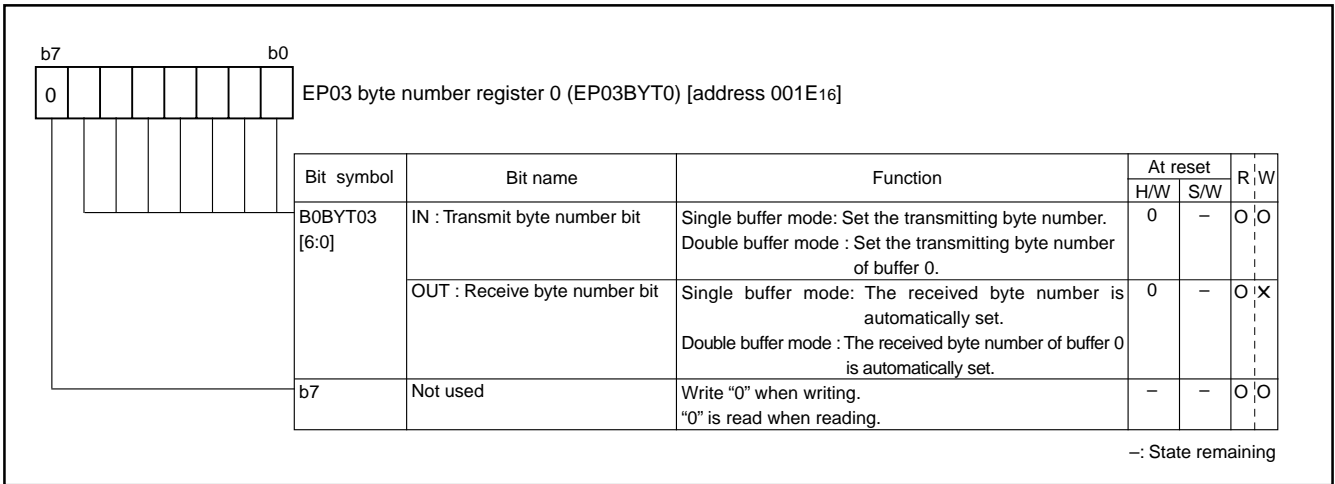 b7 b0
0 EP03 byte number register 0 (EP03BYT0) [address 001E16]
Bit symbol Bit name Function At reset R W
H/W S/W
B0BYT03 IN : Transmit byte number bit Single buffer mode: Set the transmitting byte number. 0 – O O
[6:0] Double buffer mode : Set the transmitting byte number
of buffer 0.
OUT : Receive byte number bit Single buffer mode: The received byte number is 0 – O ×
automatically set.
Double buffer mode : The received byte number of buffer 0
is automatically set.
b7 Not used Write “0” when writing. – – O O
“0” is read when reading.
–: State remaining